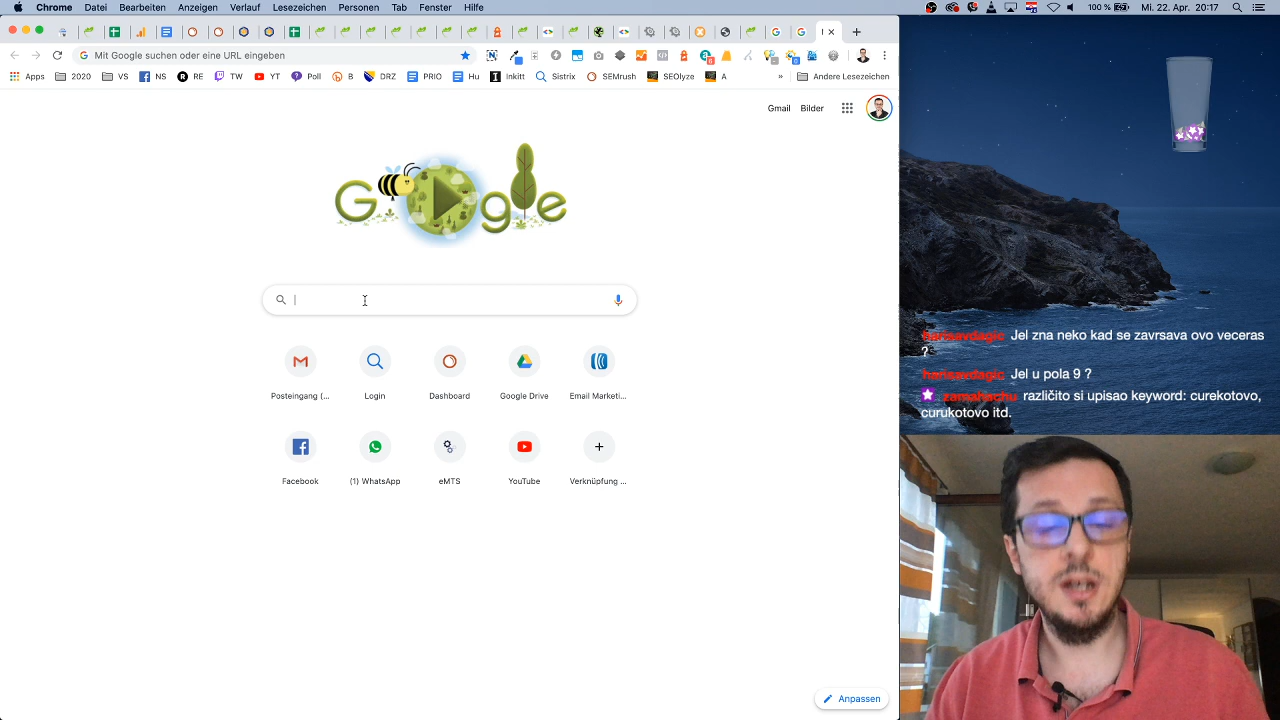 Chrome Datei Bearbeiten Anzeigen Verlauf Lesezeichen Personen Tab Fenster Hilfe 100 % Mi. 22. Apr. 20:17
Mit Google suchen oder eine URL eingeben
Apps 2020 VS NS RE TW YT Poll B DRZ PRIO Hu Inkitt Sistrix SEMrush SEOlyze A » Andere Lesezeichen
Gmail Bilder
Google
Posteingang (... Login Dashboard Google Drive Email Marketi...
Facebook (1) WhatsApp eMTS YouTube Verknüpfung ...
Anpassen
Jel zna neko kad se zavrsava ovo veceras
?
Jel u pola 9 ?
zamahachu različito si upisao keyword: curekotovo,
curukotovo itd.